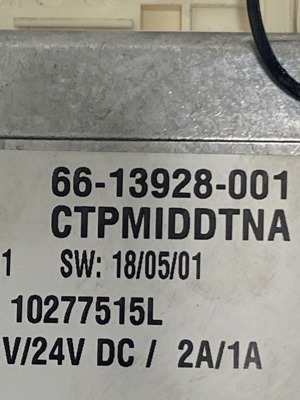 66-13928-001
CTPMIDDTNA
1 SW: 18/05/01
10277515L
V/24V DC / 2A/1A